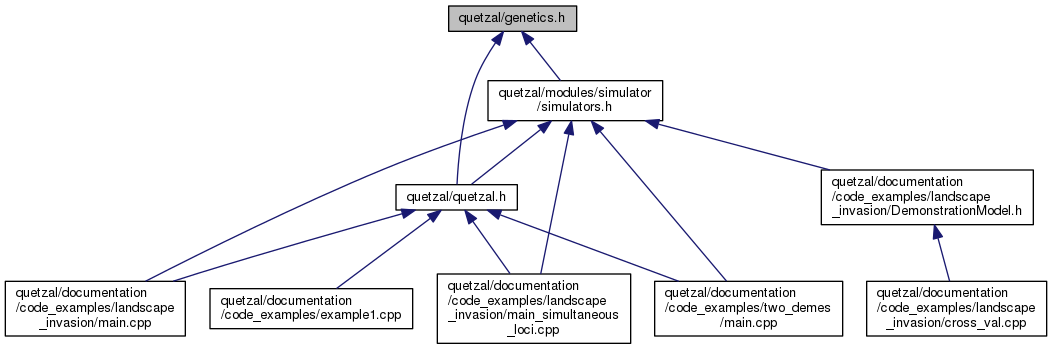 quetzal/genetics.h
quetzal/modules/simulator
/simulators.h
quetzal/quetzal.h
quetzal/documentation
/code_examples/landscape
_invasion/DemonstrationModel.h
quetzal/documentation
/code_examples/landscape
_invasion/main.cpp
quetzal/documentation
/code_examples/example1.cpp
quetzal/documentation
/code_examples/landscape
_invasion/main_simultaneous
_loci.cpp
quetzal/documentation
/code_examples/two_demes
/main.cpp
quetzal/documentation
/code_examples/landscape
_invasion/cross_val.cpp